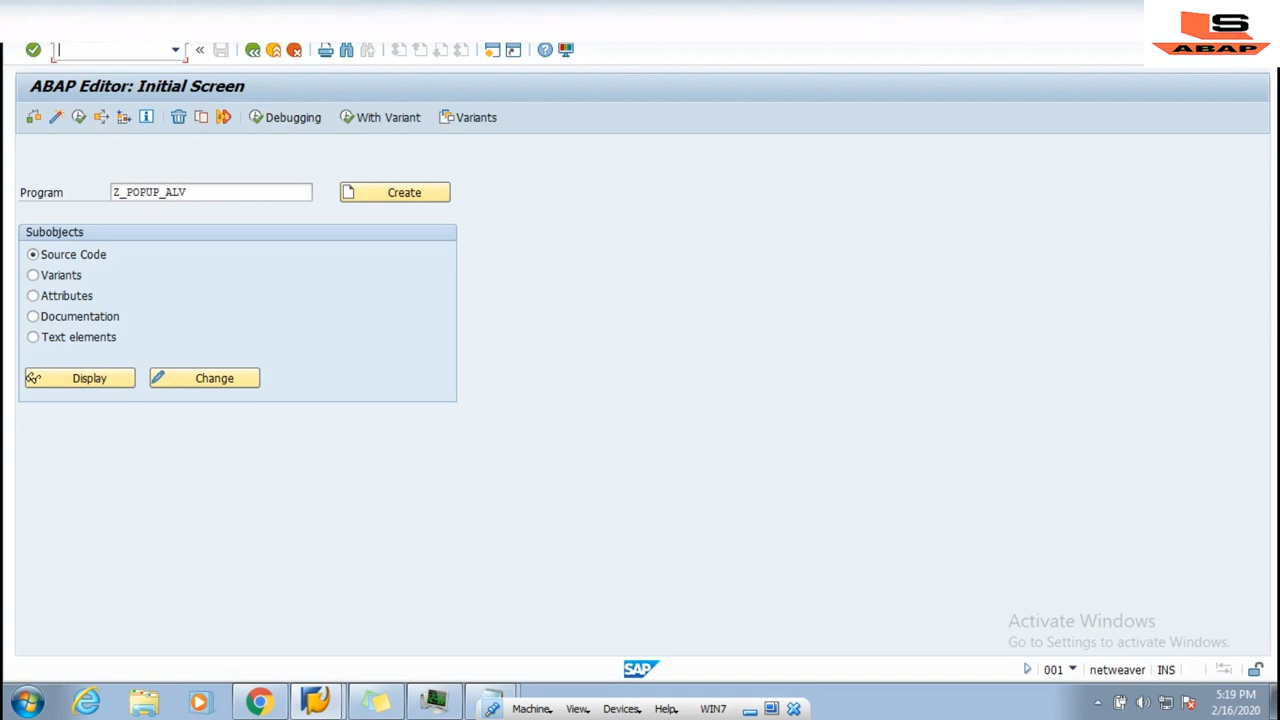 LS
ABAP
ABAP Editor: Initial Screen
Debugging With Variant Variants
Program Z_POPUP_ALV Create
Subobjects
Source Code
Variants
Attributes
Documentation
Text elements
Display Change
Activate Windows
Go to Settings to activate Windows.
SAP 001 netweaver INS
Machine View Devices Help WIN7
5:19 PM
2/16/2020